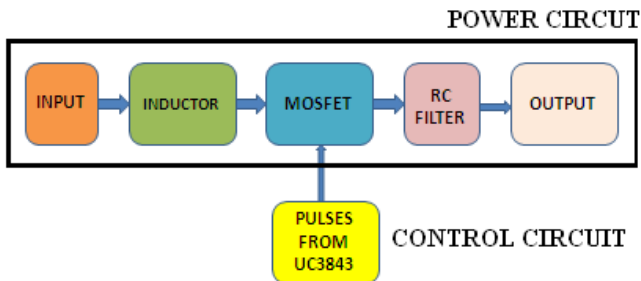 POWER CIRCUT
INPUT
INDUCTOR
MOSFET
RC
FILTER
OUTPUT
PULSES
FROM
UC3843
CONTROL CIRCUIT